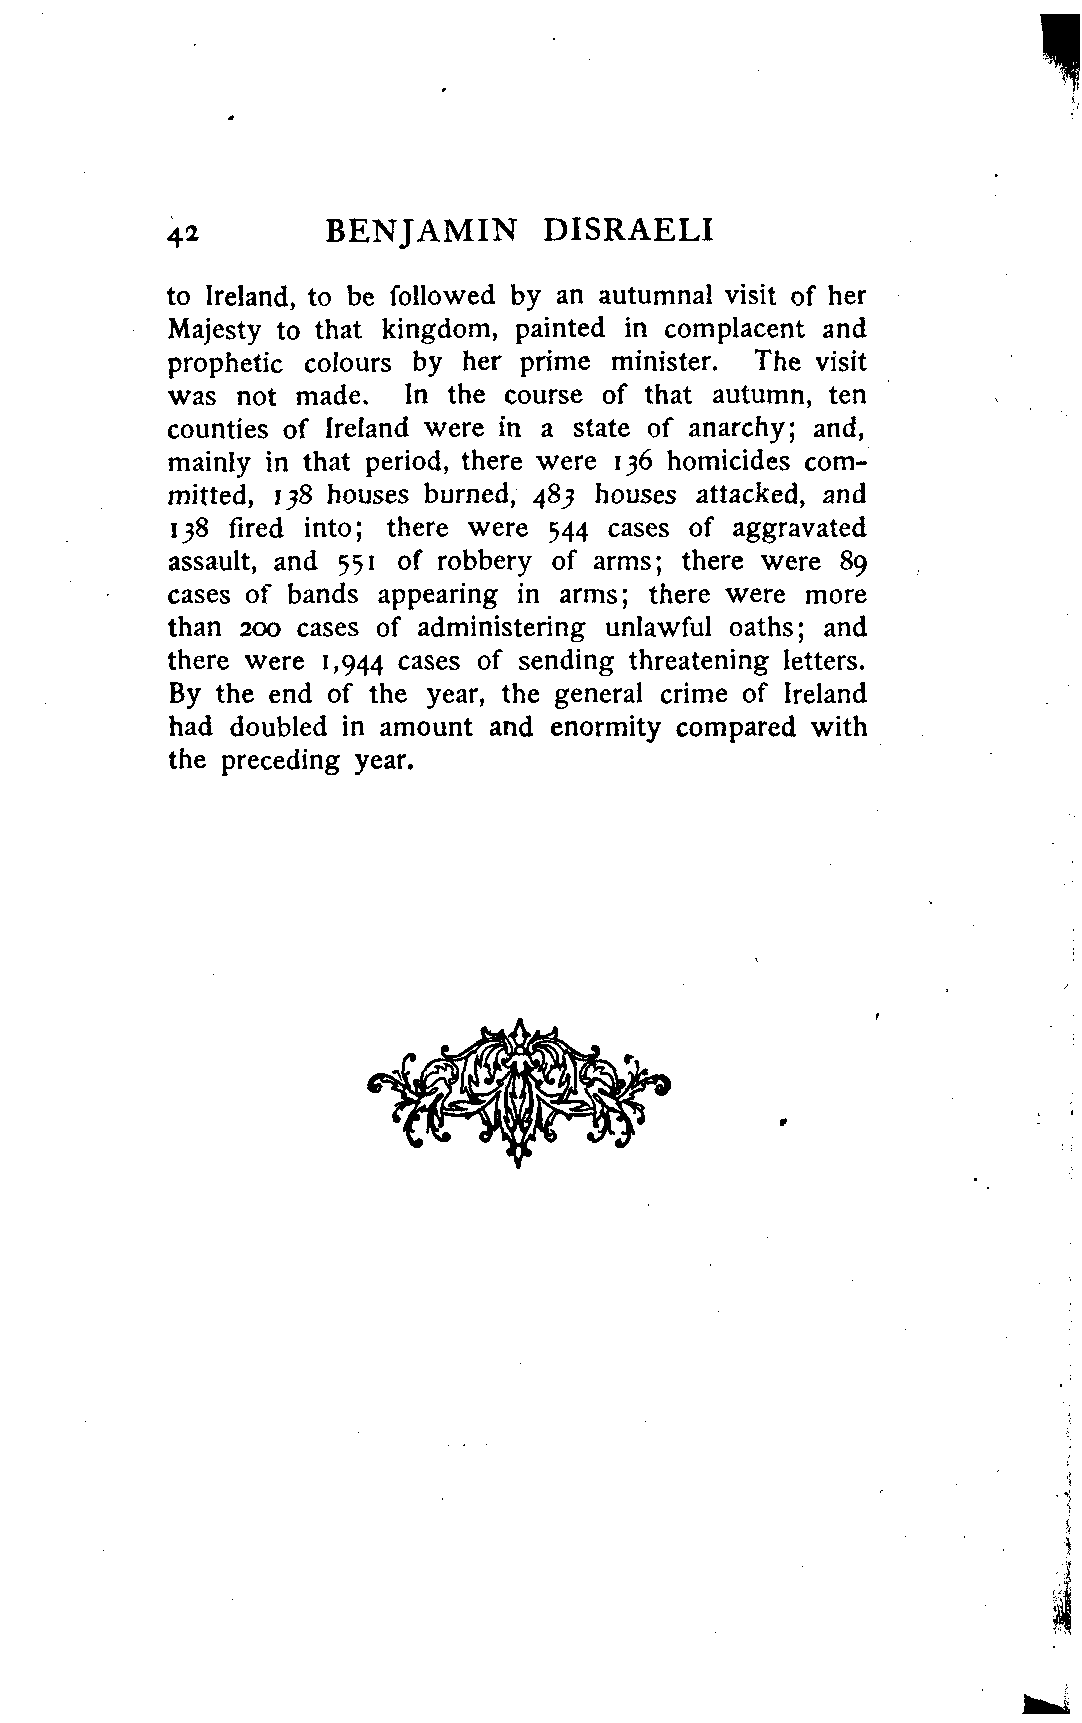 42 BENJAMIN DISRAELI
to Ireland, to be followed by an autumnal visit of her
Majesty to that kingdom, painted in complacent and
prophetic colours by her prime minister. The visit
was not made. In the course of that autumn, ten
counties of Ireland were in a state of anarchy; and,
mainly in that period, there were 136 homicides com-
mitted, 138 houses burned, 483 houses attacked, and
138 fired into; there were 544 cases of aggravated
assault, and 551 of robbery of arms; there were 89
cases of bands appearing in arms; there were more
than 200 cases of administering unlawful oaths; and
there were 1,944 cases of sending threatening letters.
By the end of the year, the general crime of Ireland
had doubled in amount and enormity compared with
the preceding year.